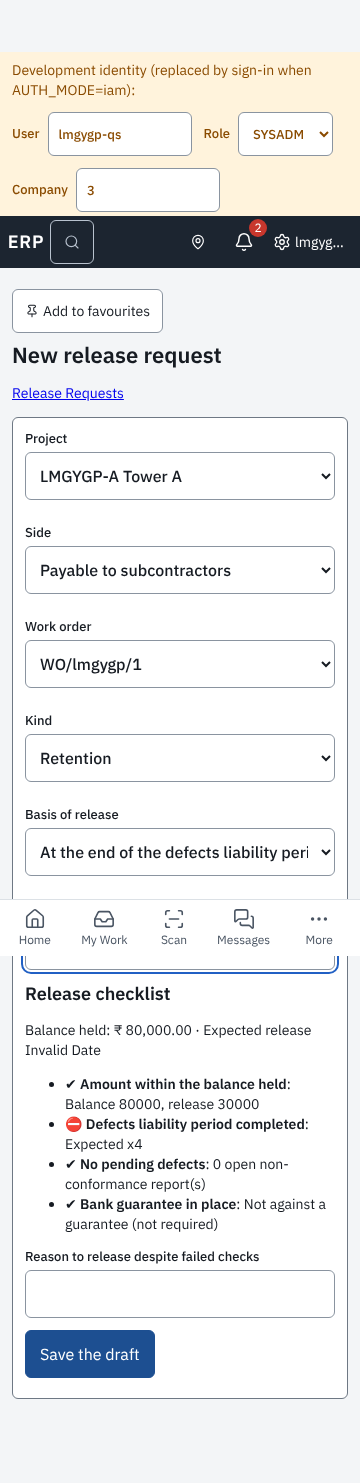 Development identity (replaced by sign-in when
AUTH_MODE=iam):
User lmgygp-qs Role SYSADM
Company 3
ERP 2 lmgyg...
Add to favourites
New release request
Release Requests
Project
LMGYGP-A Tower A
Side
Payable to subcontractors
Work order
WO/lmgygp/1
Kind
Retention
Basis of release
At the end of the defects liability peri
Home My Work Scan Messages More
Release checklist
Balance held: ₹ 80,000.00 · Expected release
Invalid Date
• ✔ Amount within the balance held:
Balance 80000, release 30000
• ⛔ Defects liability period completed:
Expected x4
• ✔ No pending defects: 0 open non-
conformance report(s)
• ✔ Bank guarantee in place: Not against a
guarantee (not required)
Reason to release despite failed checks
Save the draft